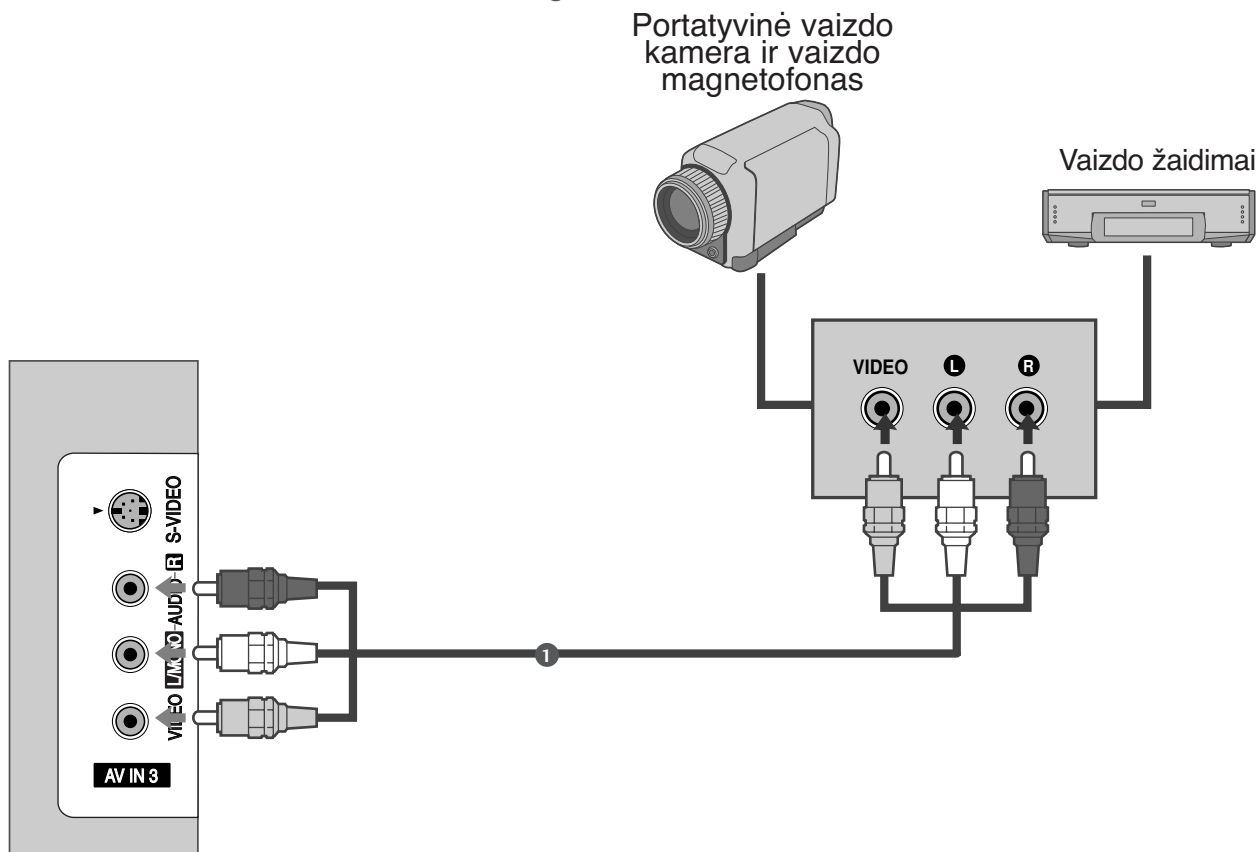 Portatyvinė vaizdo
kamera ir vaizdo
magnetofonas
Vaizdo žaidimai
VIDEO L R
S-VIDEO
R
AUDIO
L/MONO
VIDEO
1
AV IN 3